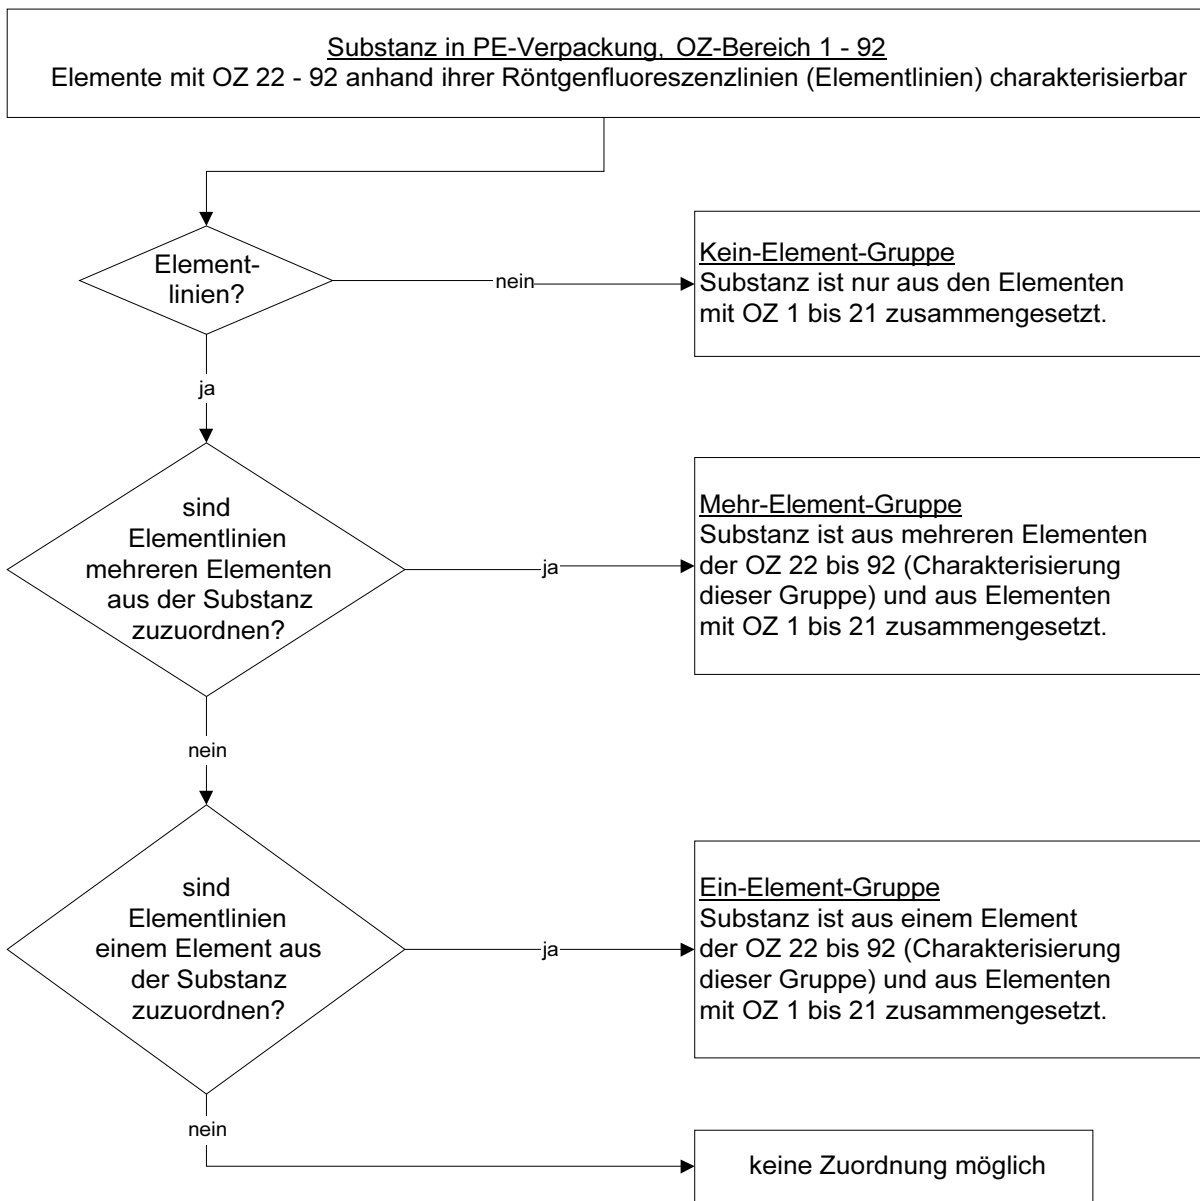 Substanz in PE-Verpackung, OZ-Bereich 1 - 92
Elemente mit OZ 22 - 92 anhand ihrer Röntgenfluoreszenzlinien (Elementlinien) charakterisierbar
Element-
linien?
nein
Kein-Element-Gruppe
Substanz ist nur aus den Elementen
mit OZ 1 bis 21 zusammengesetzt.
ja
sind
Elementlinien
mehreren Elementen
aus der Substanz
zuzuordnen?
ja
Mehr-Element-Gruppe
Substanz ist aus mehreren Elementen
der OZ 22 bis 92 (Charakterisierung
dieser Gruppe) und aus Elementen
mit OZ 1 bis 21 zusammengesetzt.
nein
sind
Elementlinien
einem Element aus
der Substanz
zuzuordnen?
ja
Ein-Element-Gruppe
Substanz ist aus einem Element
der OZ 22 bis 92 (Charakterisierung
dieser Gruppe) und aus Elementen
mit OZ 1 bis 21 zusammengesetzt.
nein
keine Zuordnung möglich